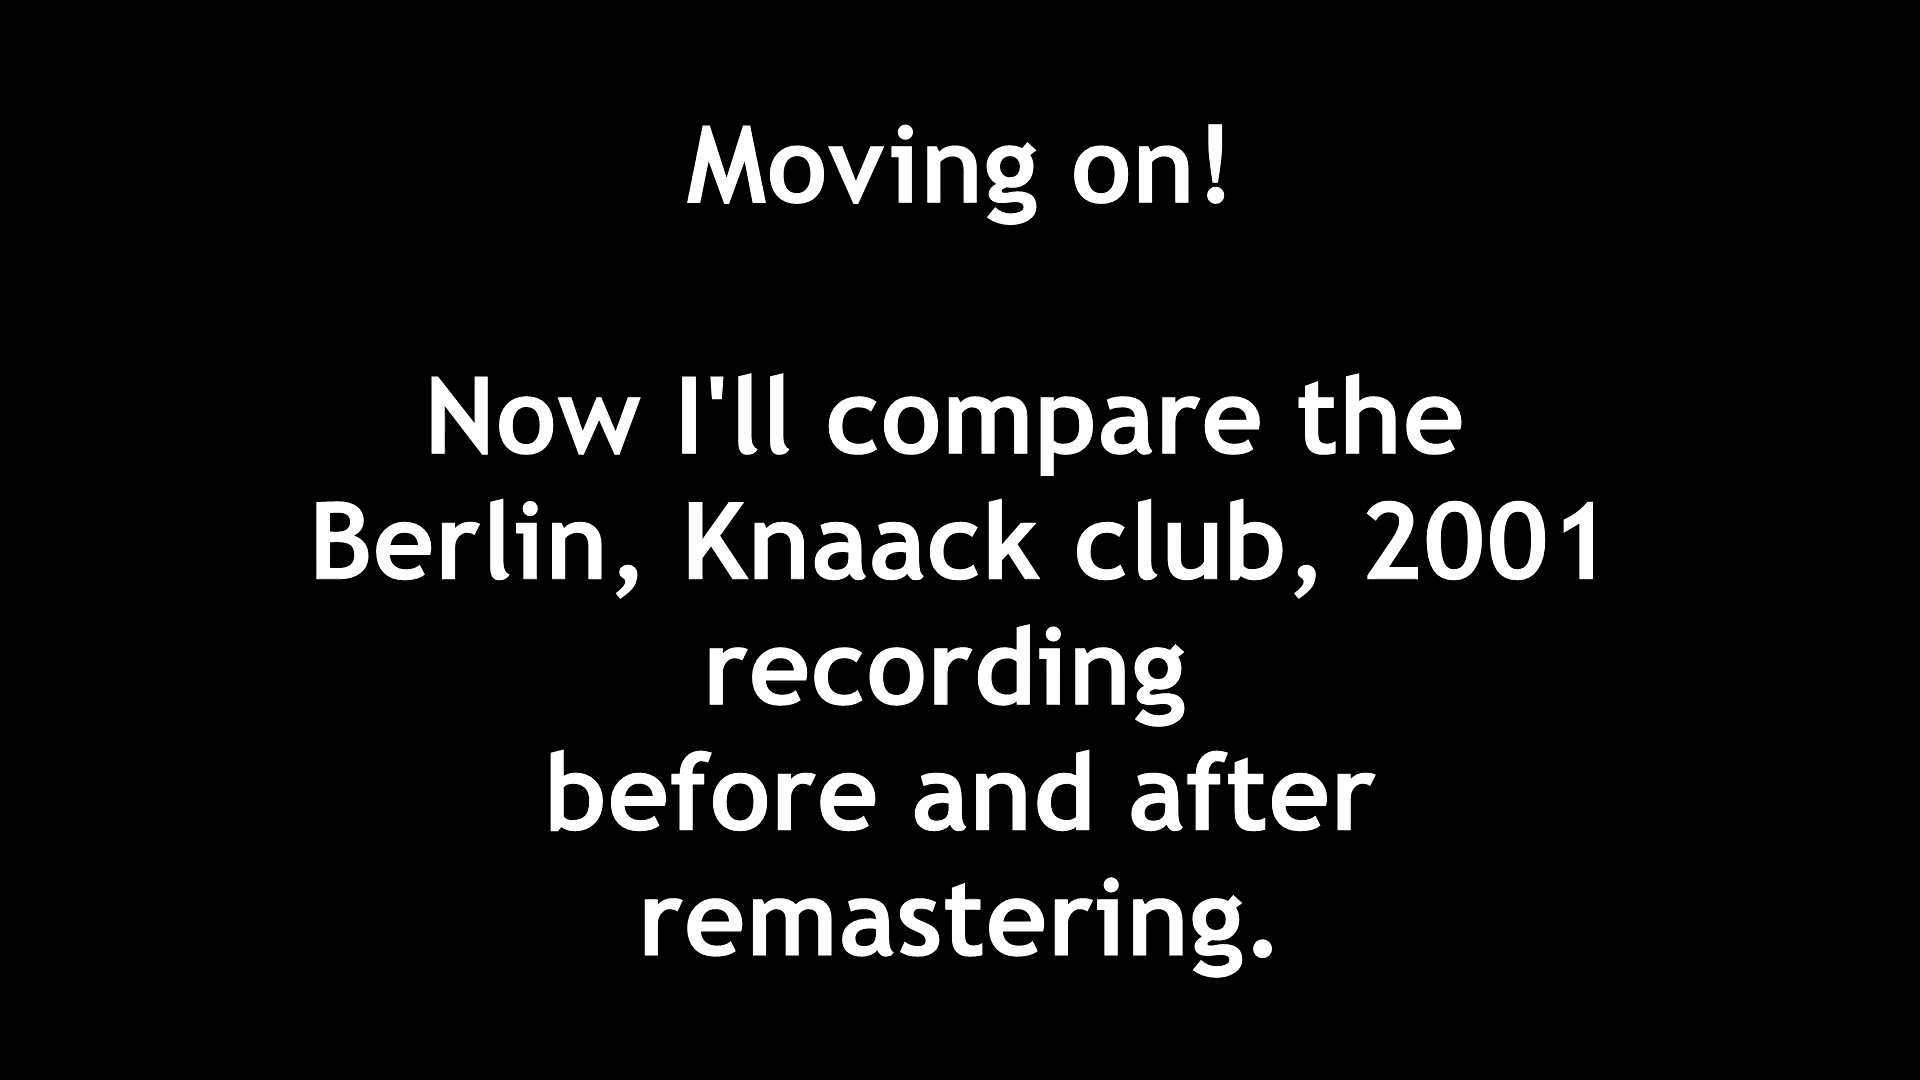 Moving on!
Now I'll compare the
Berlin, Knaack club, 2001
recording
before and after
remastering.